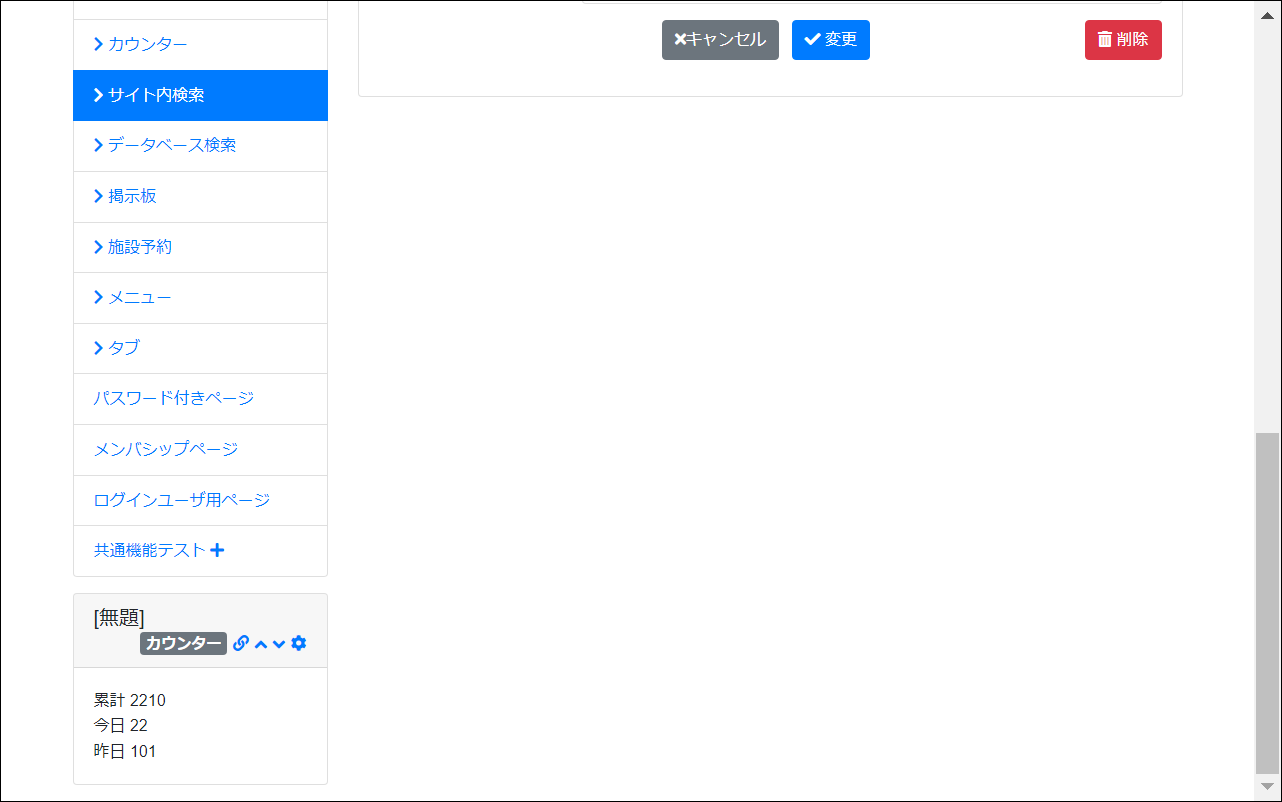 カウンター
サイト内検索
データベース検索
掲示板
施設予約
メニュー
タブ
パスワード付きページ
メンバシップページ
ログインユーザ用ページ
共通機能テスト
[無題]
カウンター
累計 2210
今日 22
昨日 101
キャンセル 変更 削除